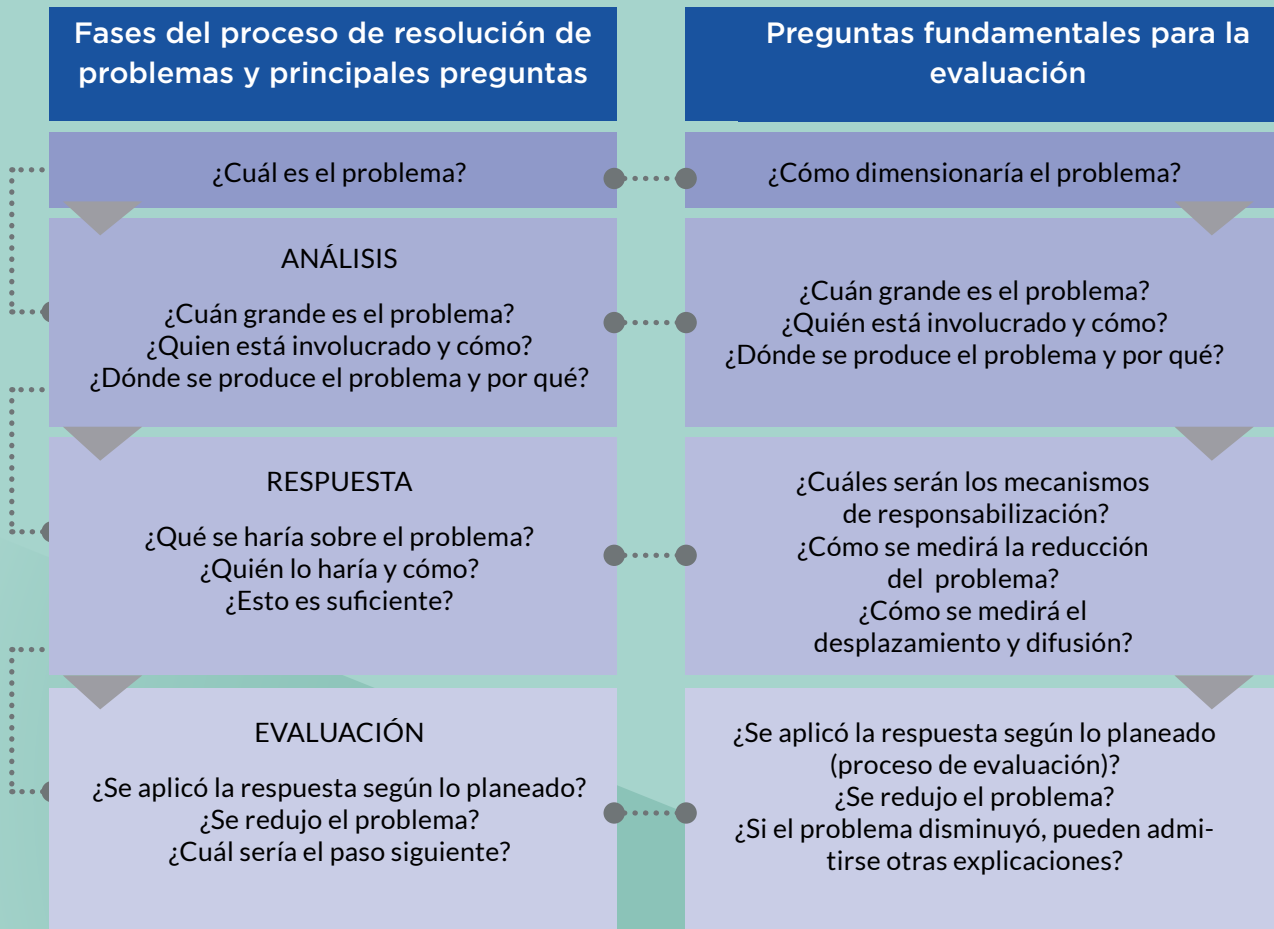 Fases del proceso de resolución de
problemas y principales preguntas
Preguntas fundamentales para la
evaluación
¿Cuál es el problema?
¿Cómo dimensionaría el problema?
ANÁLISIS
¿Cuán grande es el problema?
¿Quien está involucrado y cómo?
¿Dónde se produce el problema y por qué?
¿Cuán grande es el problema?
¿Quién está involucrado y cómo?
¿Dónde se produce el problema y por qué?
RESPUESTA
¿Qué se haría sobre el problema?
¿Quién lo haría y cómo?
¿Esto es suficiente?
¿Cuáles serán los mecanismos
de responsabilización?
¿Cómo se medirá la reducción
del problema?
¿Cómo se medirá el
desplazamiento y difusión?
EVALUACIÓN
¿Se aplicó la respuesta según lo planeado?
¿Se redujo el problema?
¿Cuál sería el paso siguiente?
¿Se aplicó la respuesta según lo planeado
(proceso de evaluación)?
¿Se redujo el problema?
¿Si el problema disminuyó, pueden admi-
tirse otras explicaciones?